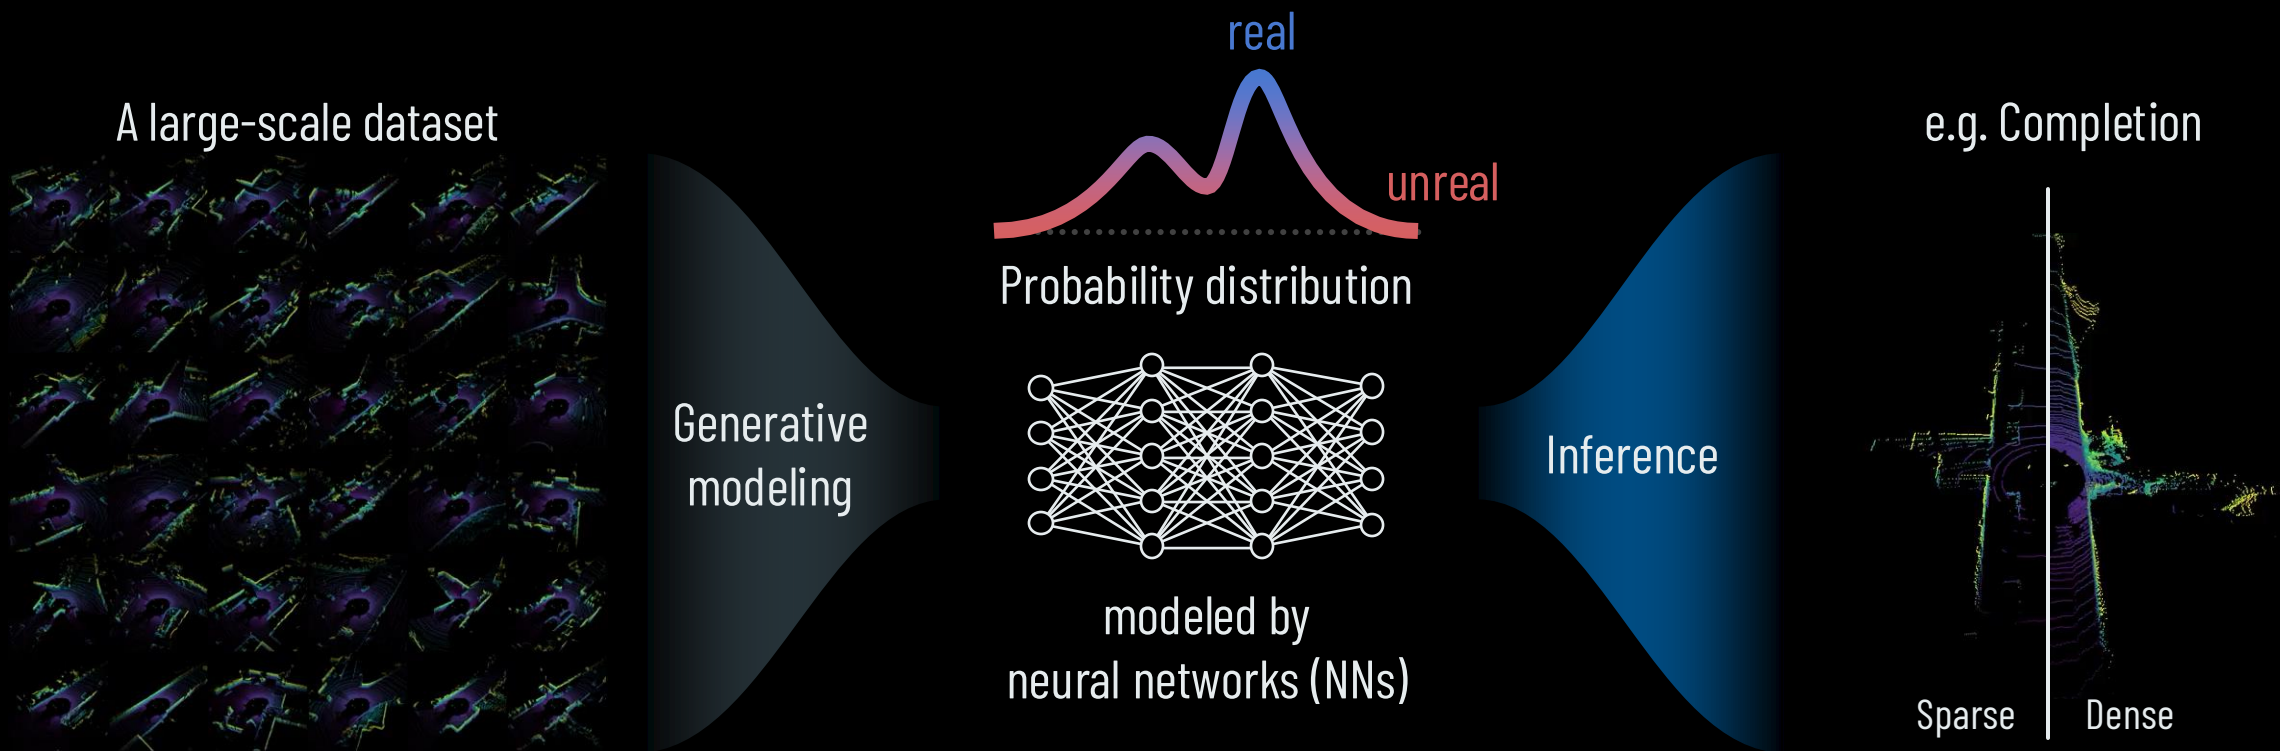 A large-scale dataset
Generative
modeling
real
unreal
Probability distribution
modeled by
neural networks (NNs)
Inference
e.g. Completion
Sparse
Dense